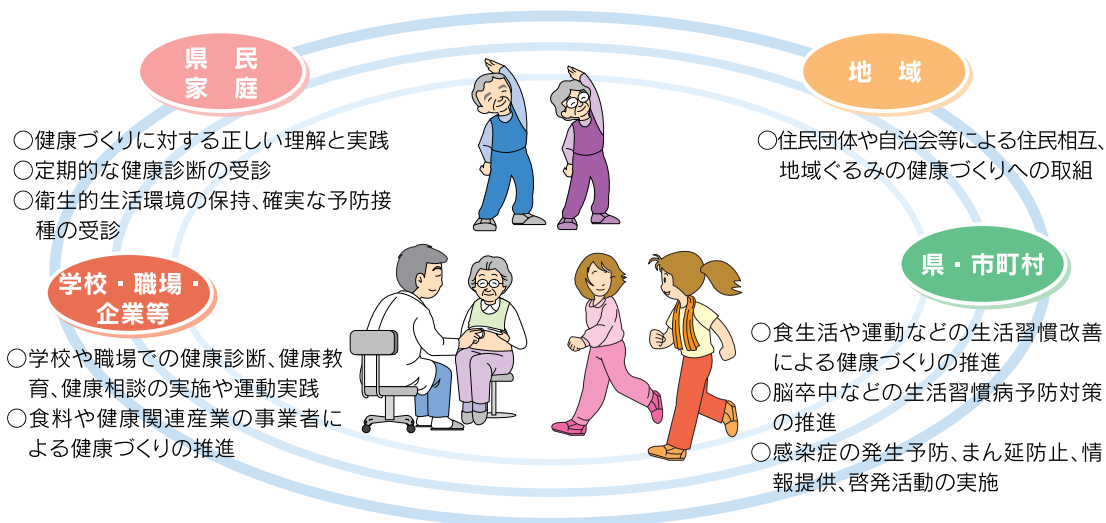 県　民
家　庭
○健康づくりに対する正しい理解と実践
○定期的な健康診断の受診
○衛生的生活環境の保持、確実な予防接
種の受診
地　域
○住民団体や自治会等による住民相互、
地域ぐるみの健康づくりへの取組
学校・職場・
企業等
○学校や職場での健康診断、健康教
育、健康相談の実施や運動実践
○食料や健康関連産業の事業者に
よる健康づくりの推進
県・市町村
○食生活や運動などの生活習慣改善
による健康づくりの推進
○脳卒中などの生活習慣病予防対策
の推進
○感染症の発生予防、まん延防止、情
報提供、啓発活動の実施